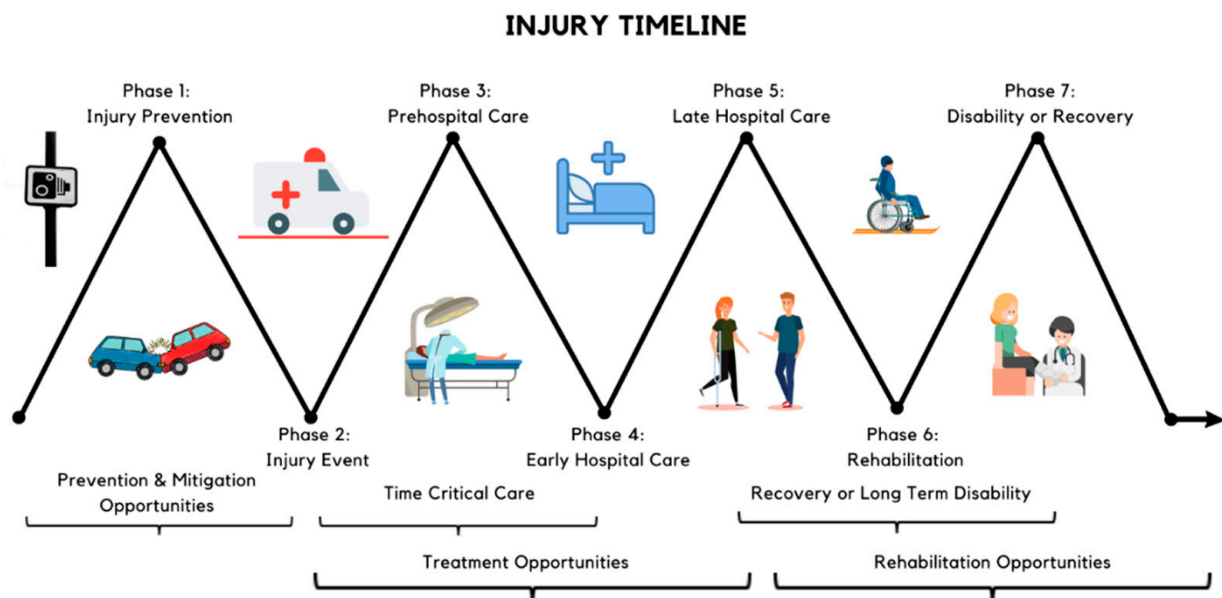 INJURY TIMELINE
Phase 1:
Injury Prevention
Phase 3:
Prehospital Care
Phase 5:
Late Hospital Care
Phase 7:
Disability or Recovery
Phase 2:
Injury Event
Phase 4:
Early Hospital Care
Phase 6:
Rehabilitation
Prevention & Mitigation
Opportunities
Time Critical Care
Recovery or Long Term Disability
Treatment Opportunities
Rehabilitation Opportunities